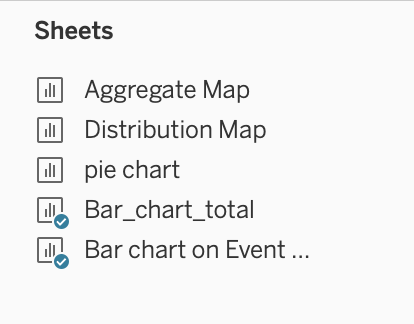 Sheets
Aggregate Map
Distribution Map
pie chart
Bar_chart_total
Bar chart on Event ...